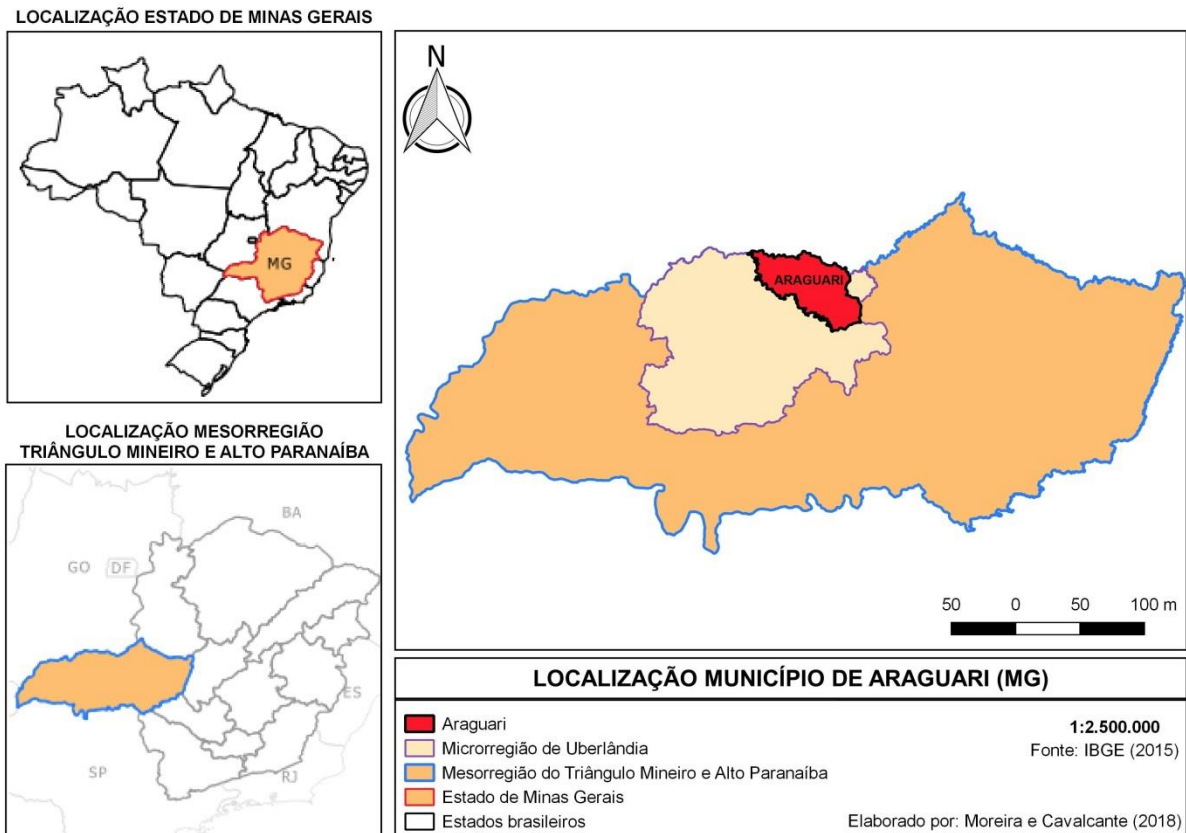 LOCALIZAÇÃO ESTADO DE MINAS GERAIS
MG
LOCALIZAÇÃO MESORREGIÃO
TRIÂNGULO MINEIRO E ALTO PARANAÍBA
BA
GO
DF
ES
SP
RJ
N
ARAGUARI
50 0 50 100 m
LOCALIZAÇÃO MUNICÍPIO DE ARAGUARI (MG)
Araguari
Microrregião de Uberlândia
Mesorregião do Triângulo Mineiro e Alto Paranaíba
Estado de Minas Gerais
Estados brasileiros
1:2.500.000
Fonte: IBGE (2015)
Elaborado por: Moreira e Cavalcante (2018)